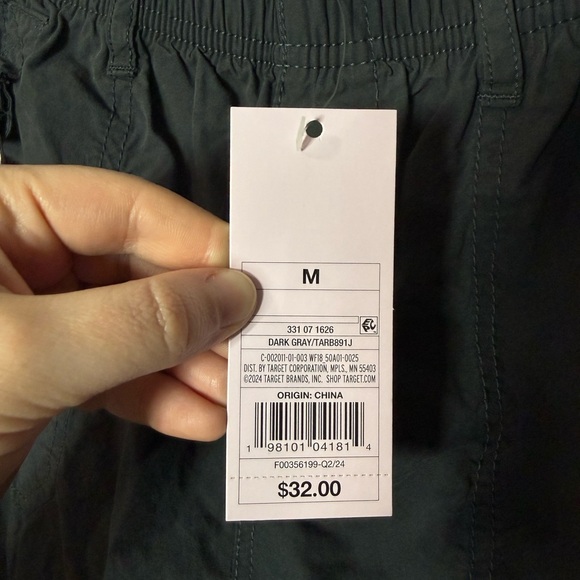 M
331 07 1626
DARK GRAY/TARB891J
C-002011-01-003 WF18_50A01-0025
DIST. BY TARGET CORPORATION, MPLS., MN 55403
©2024 TARGET BRANDS, INC. SHOP TARGET.COM
ORIGIN: CHINA
1 98101 04181 4
F00356199-Q2/24
$32.00